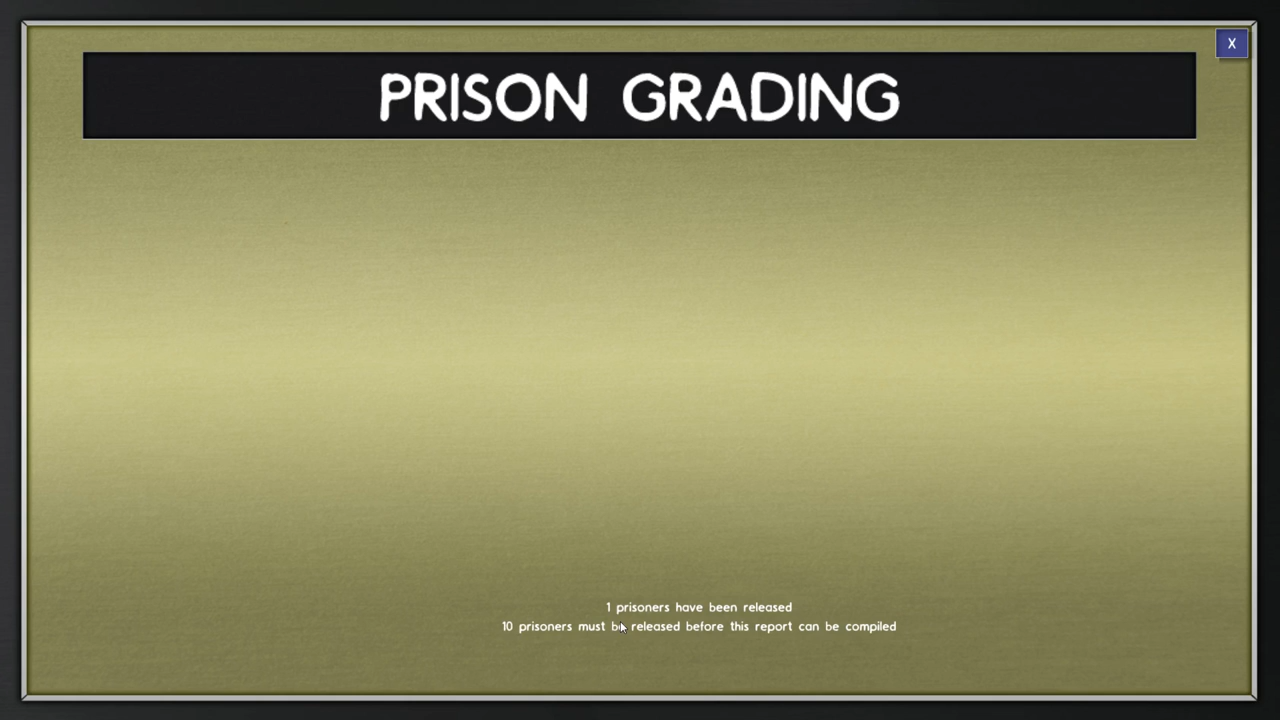 X
PRISON GRADING
1 prisoners have been released
10 prisoners must be released before this report can be compiled